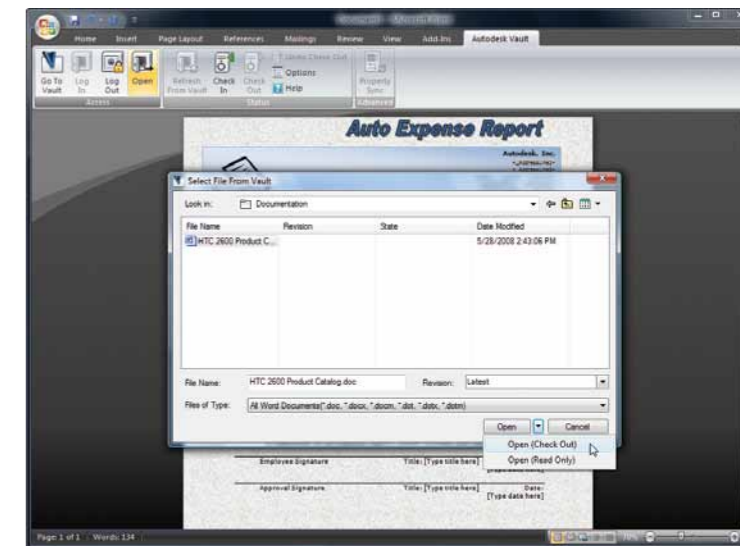 Home Insert Page Layout References Mailings Review View Add-Ins Autodesk Vault
Go To Vault
Log In
Log Out
Open
Refresh From Vault
Check In
Check Out
Options
Help
Property Sync
Access Status Advanced
Auto Expense Report
Autodesk, Inc.
Select File From Vault
Look in: Documentation
File Name Revision State Date Modified
HTC 2600 Product C... 5/28/2008 2:43:06 PM
File Name: HTC 2600 Product Catalog.doc Revision: Latest
Files of Type: All Word Documents(*.doc, *.docx, *.docm, *.dot, *.dotx, *.dotm)
Open Cancel
Open (Check Out)
Open (Read Only)
Employee Signature Title: [Type title here]
Approval Signature Title: [Type title here] Date:
[Type date here]
Page: 1 of 1 Words: 134 70%